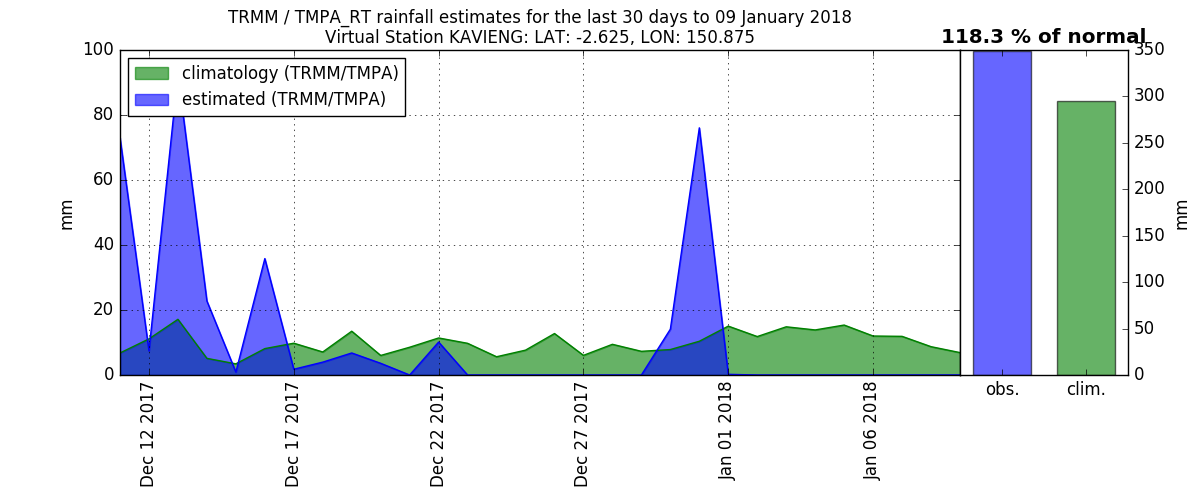 TRMM / TMPA_RT rainfall estimates for the last 30 days to 09 January 2018
Virtual Station KAVIENG: LAT: -2.625, LON: 150.875
118.3 % of normal
climatology (TRMM/TMPA)
estimated (TRMM/TMPA)
100
80
60
40
20
0
mm
Dec 12 2017
Dec 17 2017
Dec 22 2017
Dec 27 2017
Jan 01 2018
Jan 06 2018
350
300
250
200
150
100
50
0
mm
obs.
clim.